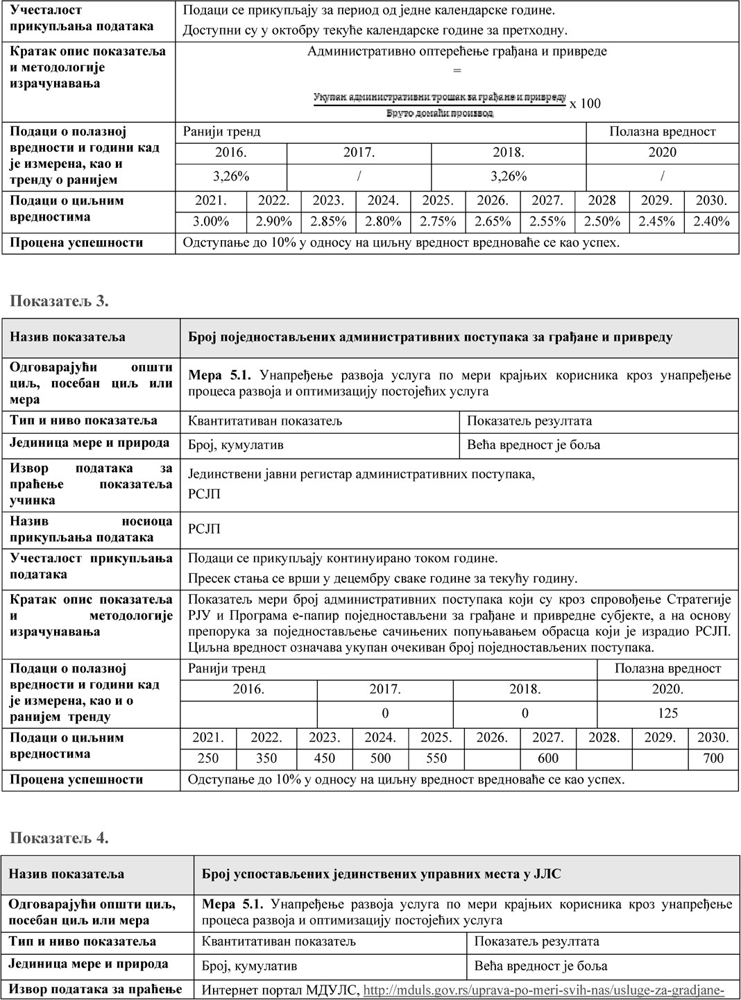 Учесталост
прикупљања података
Подаци се прикупљају за период од једне календарске године.
Доступни су у октобру текуће календарске године за претходну.
Кратак опис показатеља
и методологије
израчунавања
Административно оптерећење грађана и привреде
=
Укупан административни трошак за грађане и привреду
Бруто домаћи производ
x 100
Подаци о полазној
вредности и години кад
је измерена, као и
тренду о ранијем
Ранији тренд Полазна вредност
2016. 2017. 2018. 2020
3,26% / 3,26% /
Подаци о циљним
вредностима
2021. 2022. 2023. 2024. 2025. 2026. 2027. 2028 2029. 2030.
3.00% 2.90% 2.85% 2.80% 2.75% 2.65% 2.55% 2.50% 2.45% 2.40%
Процена успешности Одступање до 10% у односу на циљну вредност вредноваће се као успех.
Показатељ 3.
Назив показатеља Број поједностављених административних поступака за грађане и привреду
Одговарајући општи
циљ, посебан циљ или
мера
Мера 5.1. Унапређење развоја услуга по мери крајњих корисника кроз унапређење
процеса развоја и оптимизацију постојећих услуга
Тип и ниво показатеља Квантитативан показатељ Показатељ резултата
Јединица мере и природа Број, кумулатив Већа вредност је боља
Извор података за
праћење показатеља
учинка
Јединствени јавни регистар административних поступака,
РСЈП
Назив носиоца
прикупљања података
РСЈП
Учесталост прикупљања
података
Подаци се прикупљају континуирано током године.
Пресек стања се врши у децембру сваке године за текућу годину.
Кратак опис показатеља
и методологије
израчунавања
Показатељ мери број административних поступака који су кроз спровођење Стратегије
РЈУ и Програма е-папир поједностављени за грађане и привредне субјекте, а на основу
препорука за поједностављење сачињених попуњавањем обрасца који је израдио РСЈП.
Циљна вредност означава укупан очекиван број поједностављених поступака.
Подаци о полазној
вредности и години кад
је измерена, као и о
ранијем тренду
Ранији тренд Полазна вредност
2016. 2017. 2018. 2020.
0 0 125
Подаци о циљним
вредностима
2021. 2022. 2023. 2024. 2025. 2026. 2027. 2028. 2029. 2030.
250 350 450 500 550 600 700
Процена успешности Одступање до 10% у односу на циљну вредност вредноваће се као успех.
Показатељ 4.
Назив показатеља Број успостављених јединствених управних места у ЈЛС
Одговарајући општи циљ,
посебан циљ или мера
Мера 5.1. Унапређење развоја услуга по мери крајњих корисника кроз унапређење
процеса развоја и оптимизацију постојећих услуга
Тип и ниво показатеља Квантитативан показатељ Показатељ резултата
Јединица мере и природа Број, кумулатив Већа вредност је боља
Извор података за праћење Интернет портал МДУЛС, http://mduls.gov.rs/uprava-po-meri-svih-nas/usluge-za-gradjane-